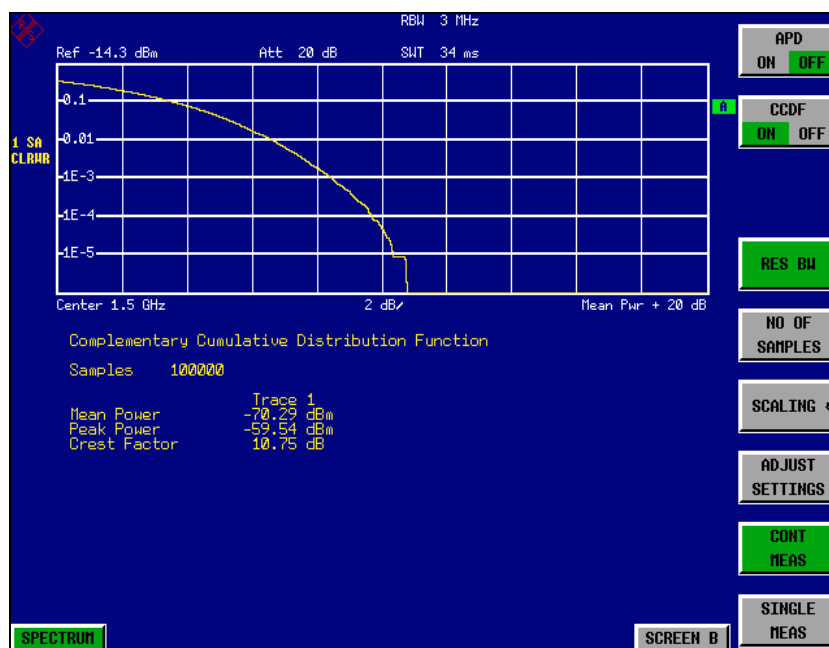 RBW 3 MHz
Ref -14.3 dBm Att 20 dB SWT 34 ms
0.1
0.01
1E-3
1E-4
1E-5
1 SA
CLRWR
A
Center 1.5 GHz 2 dB/ Mean Pwr + 20 dB
Complementary Cumulative Distribution Function
Samples 100000
Trace 1
Mean Power -70.29 dBm
Peak Power -59.54 dBm
Crest Factor 10.75 dB
APD
ON OFF
CCDF
ON OFF
RES BW
NO OF
SAMPLES
SCALING
ADJUST
SETTINGS
CONT
MEAS
SINGLE
MEAS
SPECTRUM
SCREEN B